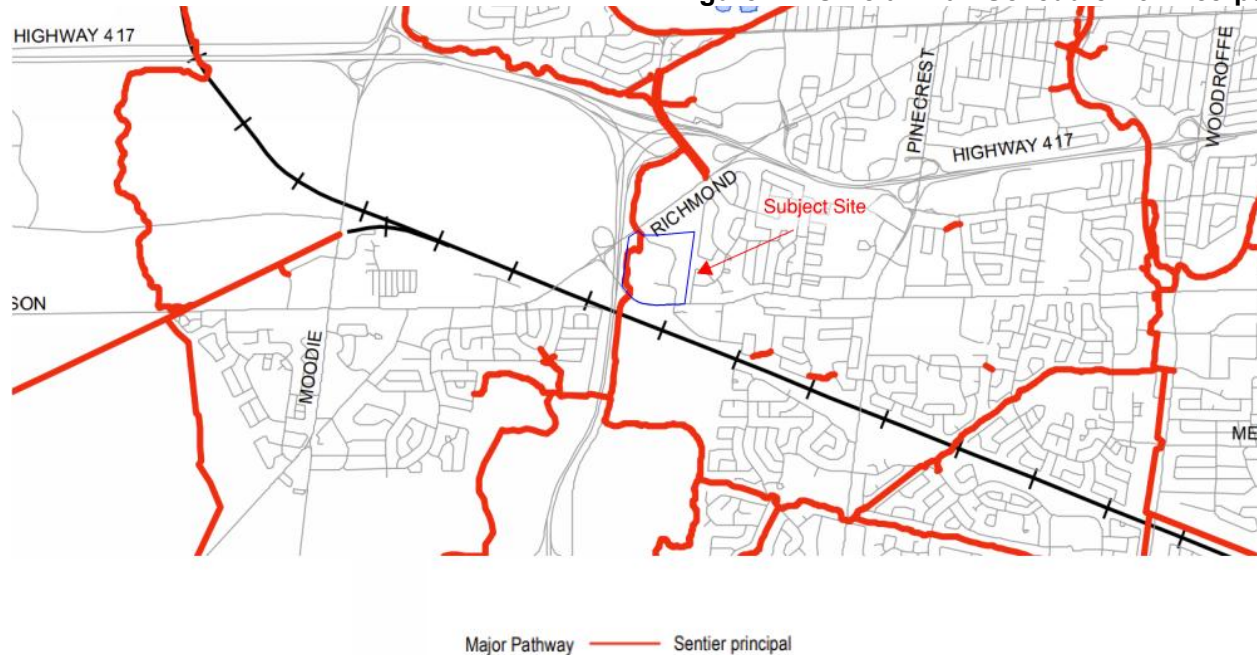 HIGHWAY 417
PINECREST
WOODROFFE
HIGHWAY 417
RICHMOND
Subject Site
SON
MOODIE
ME
Major Pathway Sentier principal